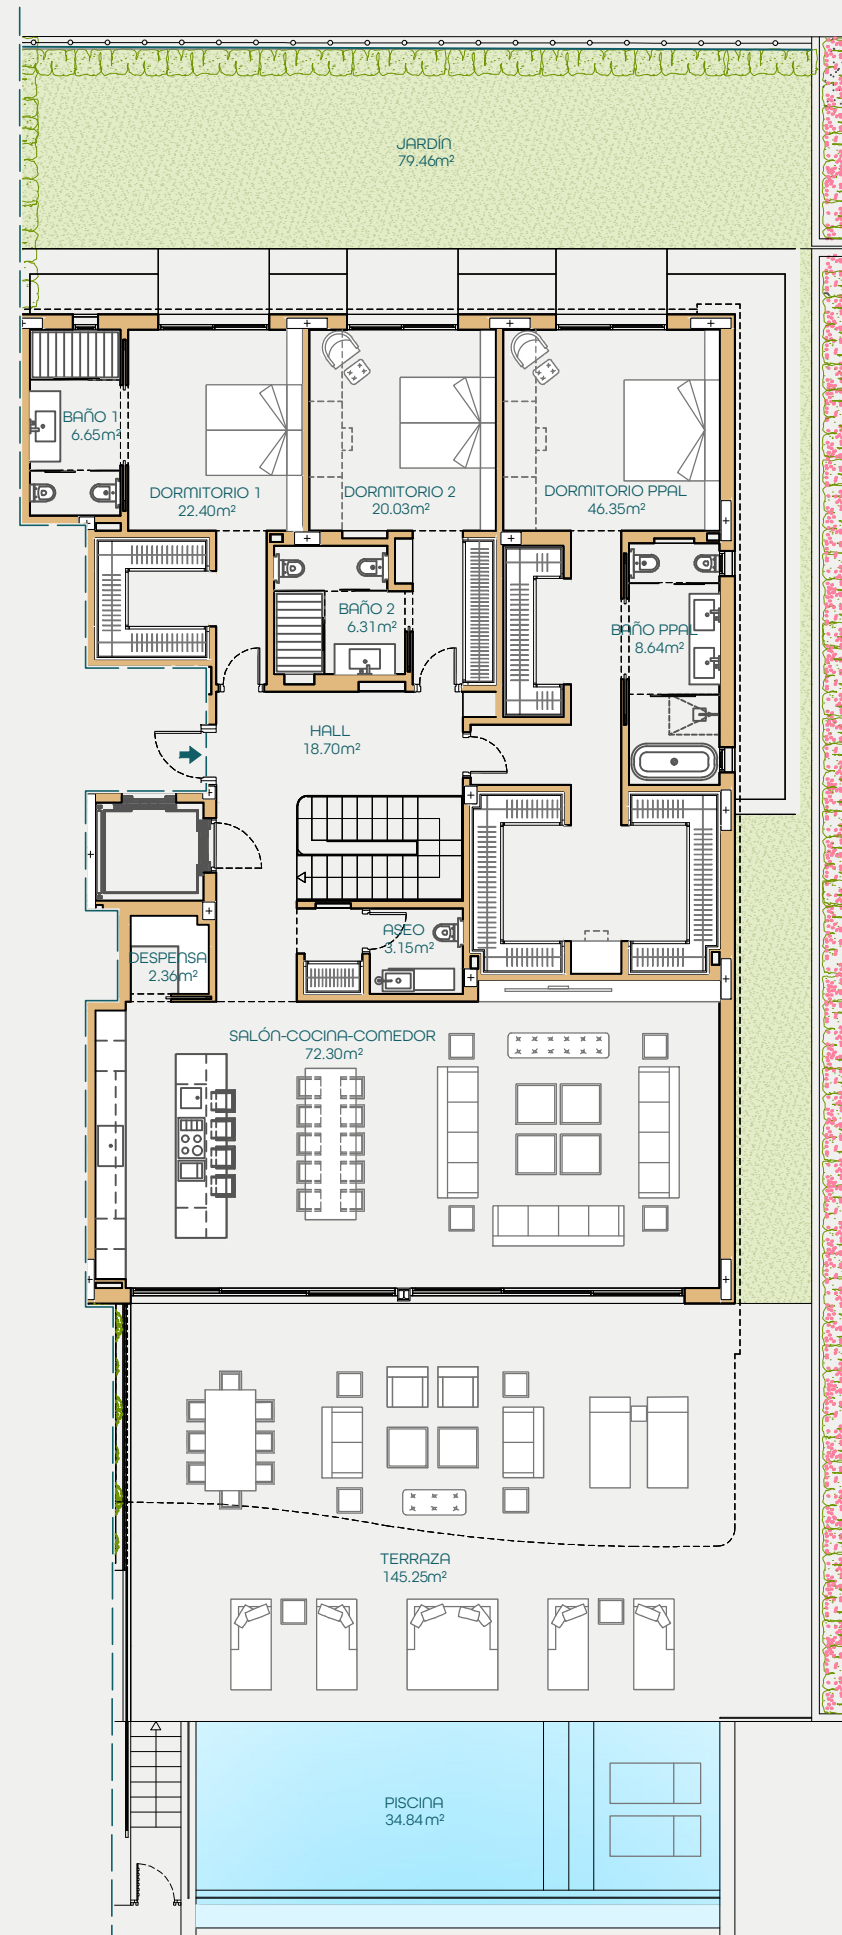 JARDÍN
79.46m²
BAÑO 1
6.65m²
DORMITORIO 1
22.40m²
DORMITORIO 2
20.03m²
DORMITORIO PPAL
46.35m²
BAÑO 2
6.31m²
BAÑO PPAL
8.64m²
HALL
18.70m²
ASEO
3.15m²
DESPENSA
2.36m²
SALÓN-COCINA-COMEDOR
72.30m²
TERRAZA
145.25m²
PISCINA
34.84m²